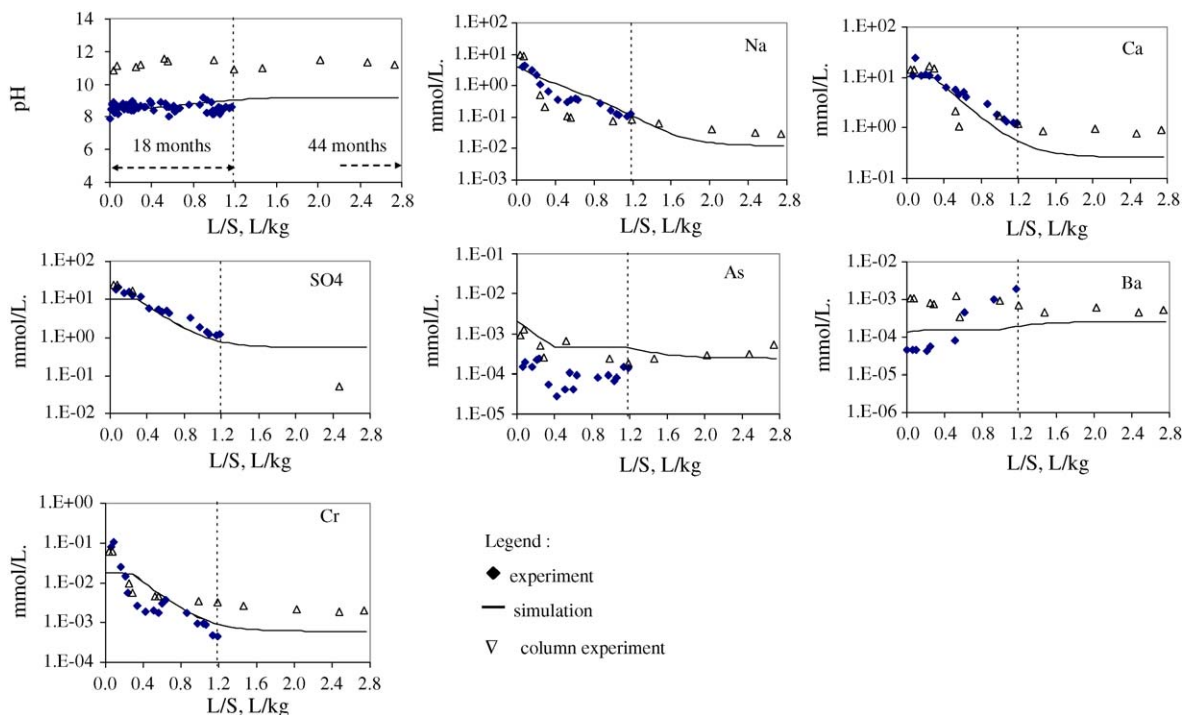 14
12
10
8
6
4
pH
18 months
44 months
0.0 0.4 0.8 1.2 1.6 2.0 2.4 2.8
L/S, L/kg
1.E+02
1.E+01
1.E+00
1.E-01
1.E-02
1.E-03
mmol/L.
Na
0.0 0.4 0.8 1.2 1.6 2.0 2.4 2.8
L/S, L/kg
1.E+02
1.E+01
1.E+00
1.E-01
mmol/L.
Ca
0.0 0.4 0.8 1.2 1.6 2.0 2.4 2.8
L/S, L/kg
1.E+02
1.E+01
1.E+00
1.E-01
1.E-02
mmol/L.
SO4
0.0 0.4 0.8 1.2 1.6 2.0 2.4 2.8
L/S, L/kg
1.E-01
1.E-02
1.E-03
1.E-04
1.E-05
mmol/L.
As
0.0 0.4 0.8 1.2 1.6 2.0 2.4 2.8
L/S, L/kg
1.E-02
1.E-03
1.E-04
1.E-05
1.E-06
mmol/L.
Ba
0.0 0.4 0.8 1.2 1.6 2.0 2.4 2.8
L/S, L/kg
1.E+00
1.E-01
1.E-02
1.E-03
1.E-04
mmol/L.
Cr
0.0 0.4 0.8 1.2 1.6 2.0 2.4 2.8
L/S, L/kg
Legend :
experiment
simulation
column experiment